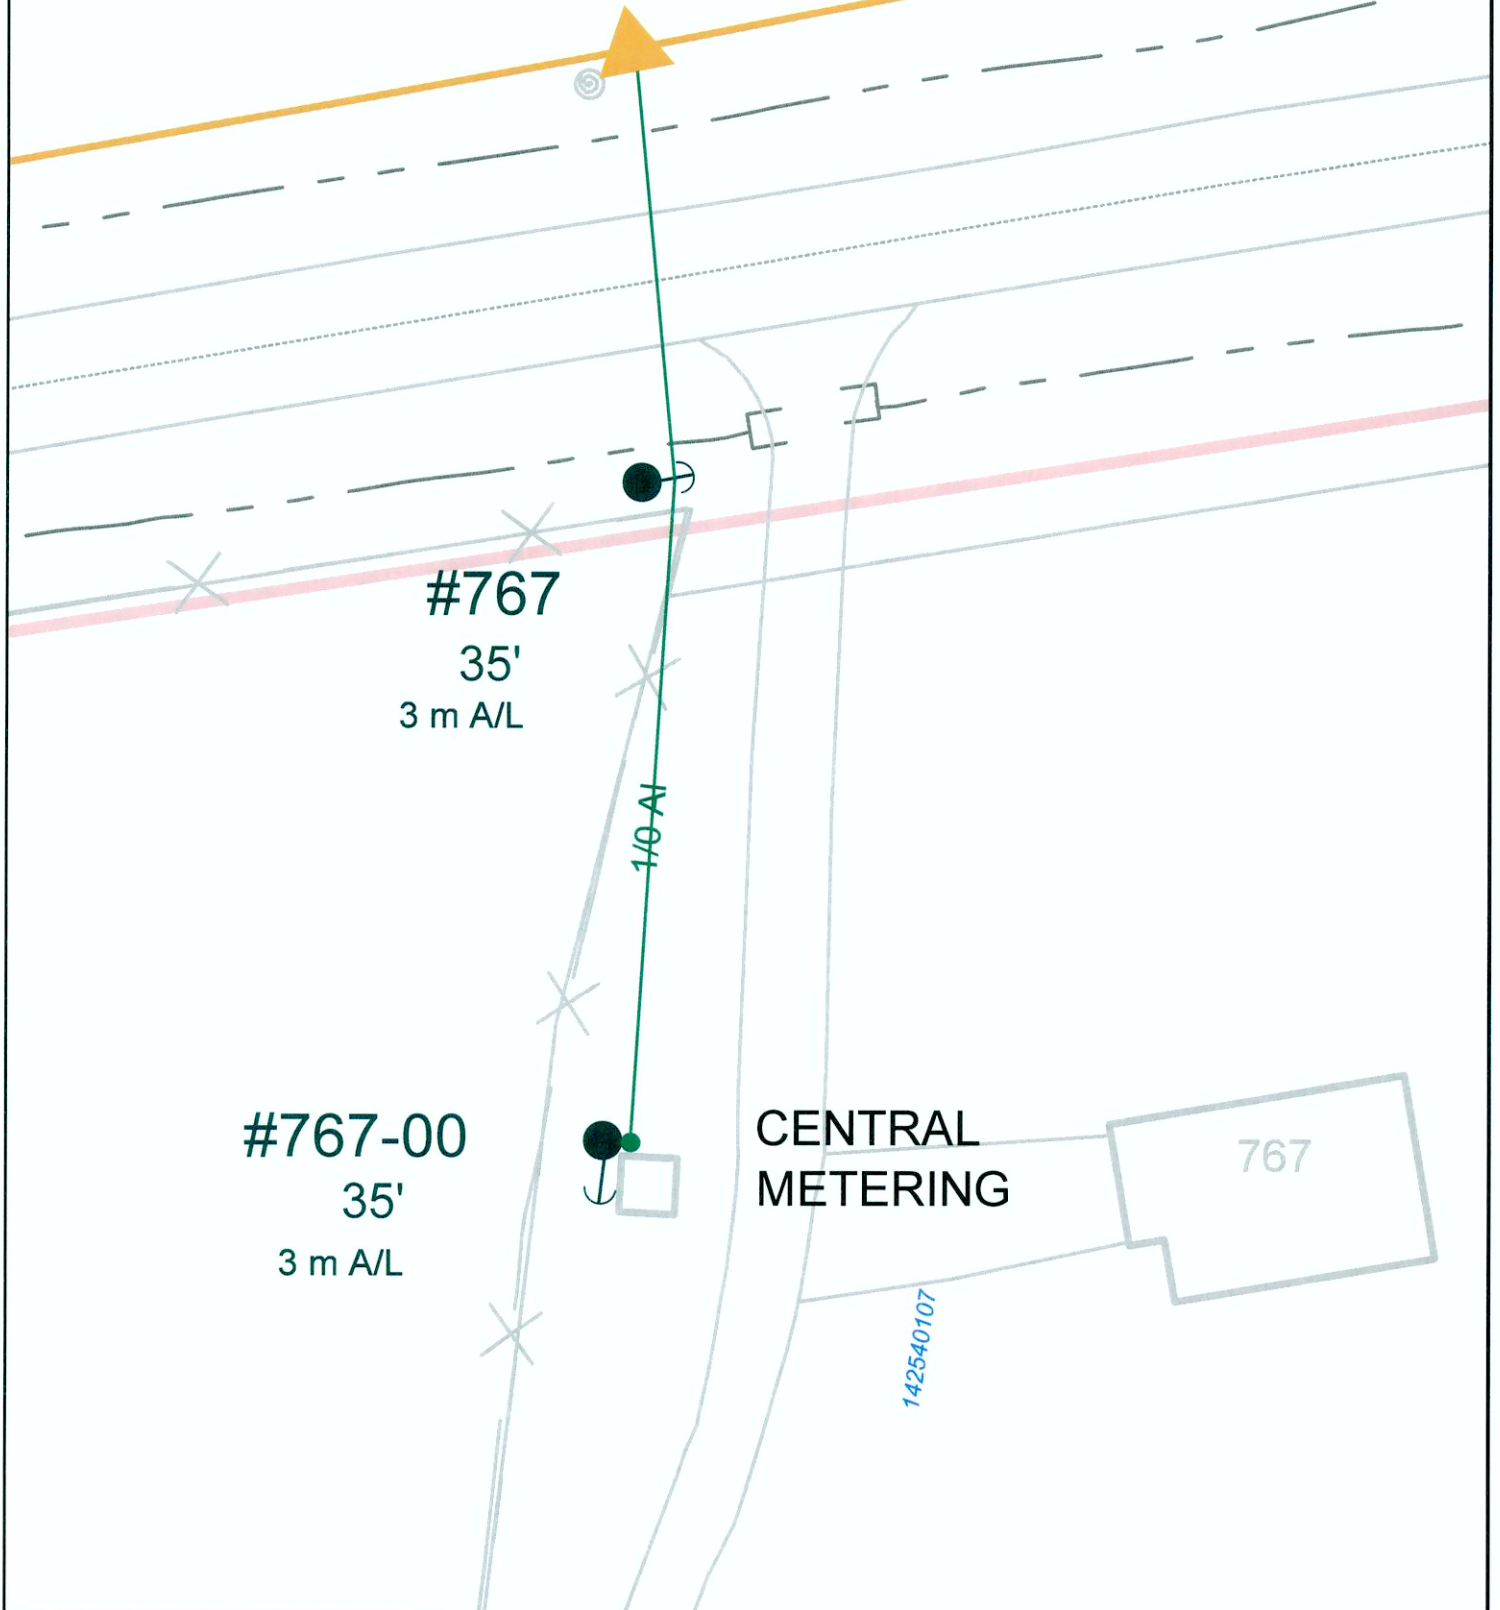 #767
35'
3 m A/L
1/0 Al
#767-00
35'
3 m A/L
CENTRAL
METERING
767
142540107